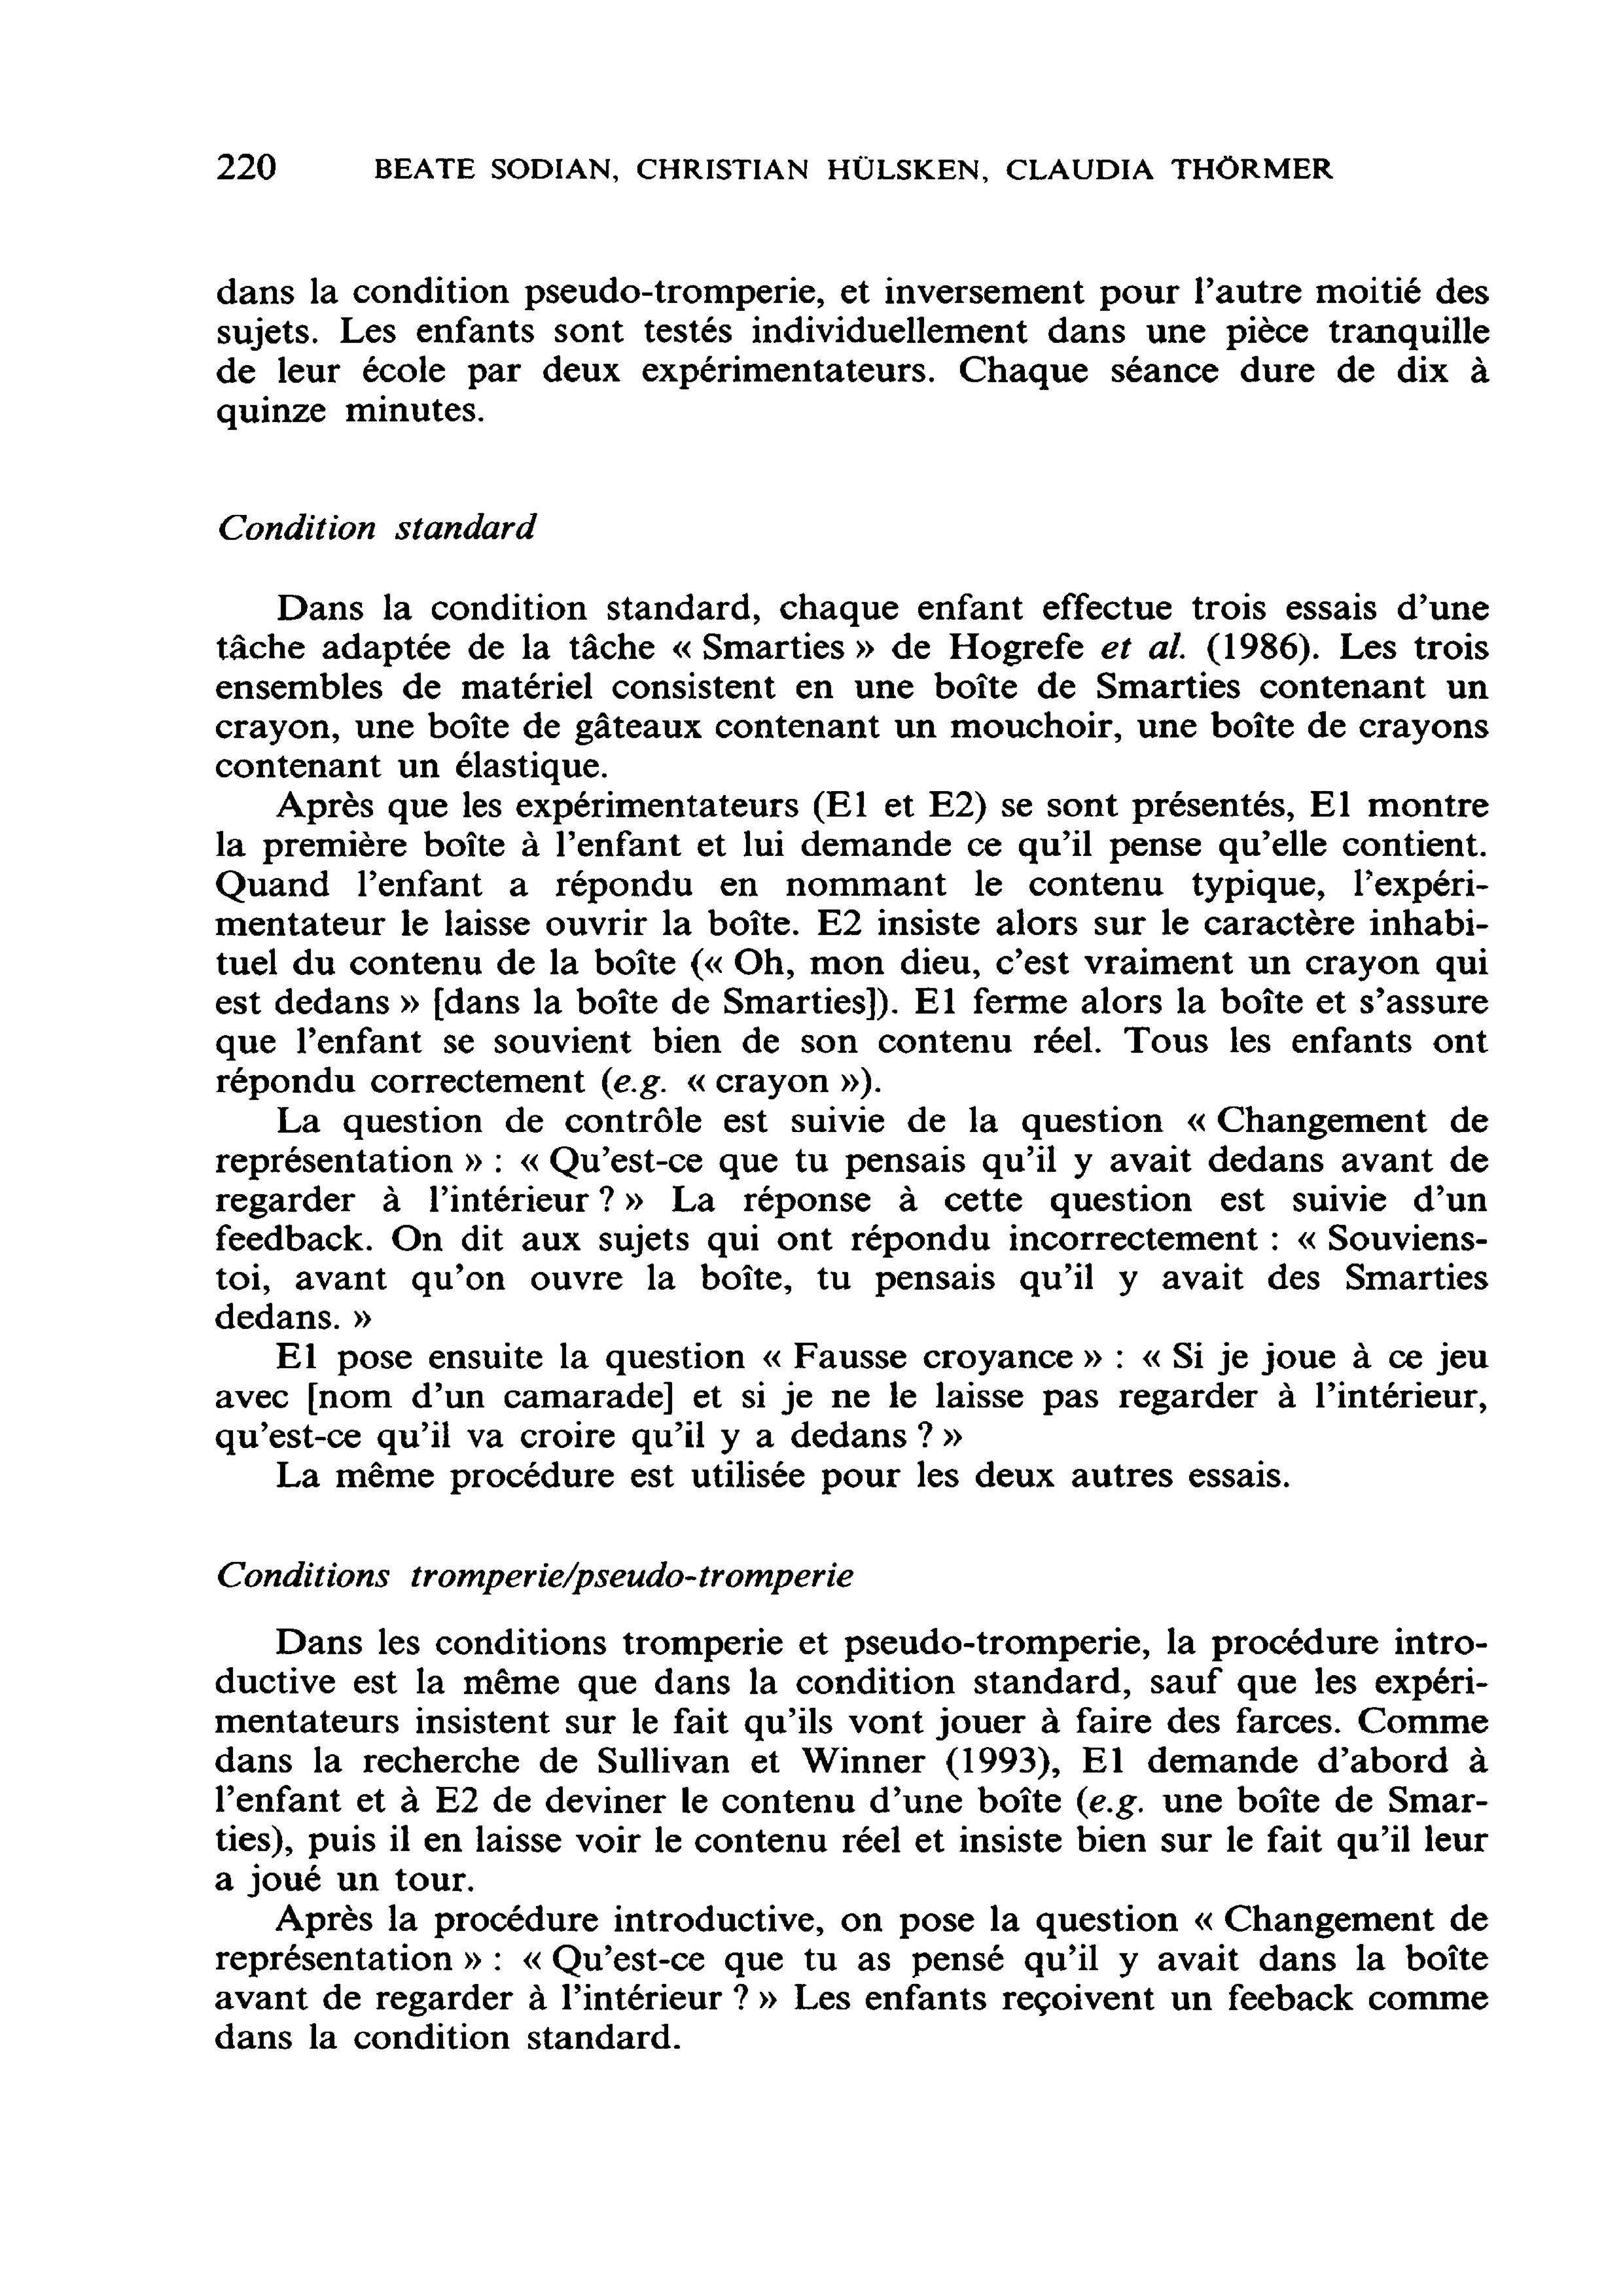 220 BEATE SODIAN, CHRISTIAN HÜLSKEN, CLAUDIA THÖRMER
dans la condition pseudo-tromperie, et inversement pour l'autre moitié des
sujets. Les enfants sont testés individuellement dans une pièce tranquille
de leur école par deux expérimentateurs. Chaque séance dure de dix à
quinze minutes.
Condition standard
Dans la condition standard, chaque enfant effectue trois essais d'une
tâche adaptée de la tâche « Smarties » de Hogrefe et al. (1986). Les trois
ensembles de matériel consistent en une boîte de Smarties contenant un
crayon, une boîte de gâteaux contenant un mouchoir, une boîte de crayons
contenant un élastique.
Après que les expérimentateurs (E1 et E2) se sont présentés, E1 montre
la première boîte à l'enfant et lui demande ce qu'il pense qu'elle contient.
Quand l'enfant a répondu en nommant le contenu typique, l'expéri-
mentateur le laisse ouvrir la boîte. E2 insiste alors sur le caractère inhabi-
tuel du contenu de la boîte (« Oh, mon dieu, c'est vraiment un crayon qui
est dedans » [dans la boîte de Smarties]). E1 ferme alors la boîte et s'assure
que l'enfant se souvient bien de son contenu réel. Tous les enfants ont
répondu correctement (e.g. « crayon »).
La question de contrôle est suivie de la question « Changement de
représentation » : « Qu'est-ce que tu pensais qu'il y avait dedans avant de
regarder à l'intérieur ? » La réponse à cette question est suivie d'un
feedback. On dit aux sujets qui ont répondu incorrectement : « Souviens-
toi, avant qu'on ouvre la boîte, tu pensais qu'il y avait des Smarties
dedans. »
E1 pose ensuite la question « Fausse croyance » : « Si je joue à ce jeu
avec [nom d'un camarade] et si je ne le laisse pas regarder à l'intérieur,
qu'est-ce qu'il va croire qu'il y a dedans ? »
La même procédure est utilisée pour les deux autres essais.
Conditions tromperie/pseudo-tromperie
Dans les conditions tromperie et pseudo-tromperie, la procédure intro-
ductive est la même que dans la condition standard, sauf que les expéri-
mentateurs insistent sur le fait qu'ils vont jouer à faire des farces. Comme
dans la recherche de Sullivan et Winner (1993), E1 demande d'abord à
l'enfant et à E2 de deviner le contenu d'une boîte (e.g. une boîte de Smar-
ties), puis il en laisse voir le contenu réel et insiste bien sur le fait qu'il leur
a joué un tour.
Après la procédure introductive, on pose la question « Changement de
représentation » : « Qu'est-ce que tu as pensé qu'il y avait dans la boîte
avant de regarder à l'intérieur ? » Les enfants reçoivent un feeback comme
dans la condition standard.